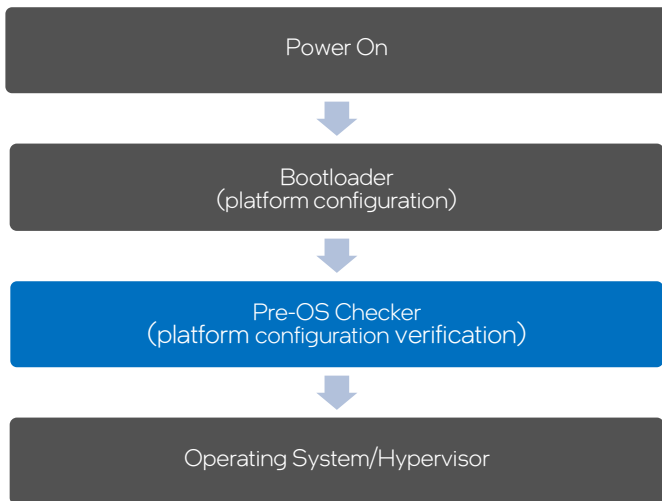 Power On
Bootloader
(platform configuration)
Pre-OS Checker
(platform configuration verification)
Operating System/Hypervisor